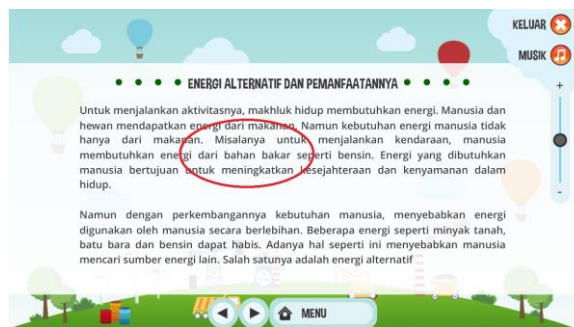 KELUAR
MUSIK
ENERGI ALTERNATIF DAN PEMANFAATANNYA
+
Untuk menjalankan aktivitasnya, makhluk hidup membutuhkan energi. Manusia dan
hewan mendapatkan energi dari makanan. Namun kebutuhan energi manusia tidak
hanya dari makanan. Misalanya untuk menjalankan kendaraan, manusia
membutuhkan energi dari bahan bakar seperti bensin. Energi yang dibutuhkan
manusia bertujuan untuk meningkatkan kesejahteraan dan kenyamanan dalam
hidup.
-
Namun dengan perkembangannya kebutuhan manusia, menyebabkan energi
digunakan oleh manusia secara berlebihan. Beberapa energi seperti minyak tanah,
batu bara dan bensin dapat habis. Adanya hal seperti ini menyebabkan manusia
mencari sumber energi lain. Salah satunya adalah energi alternatif
MENU